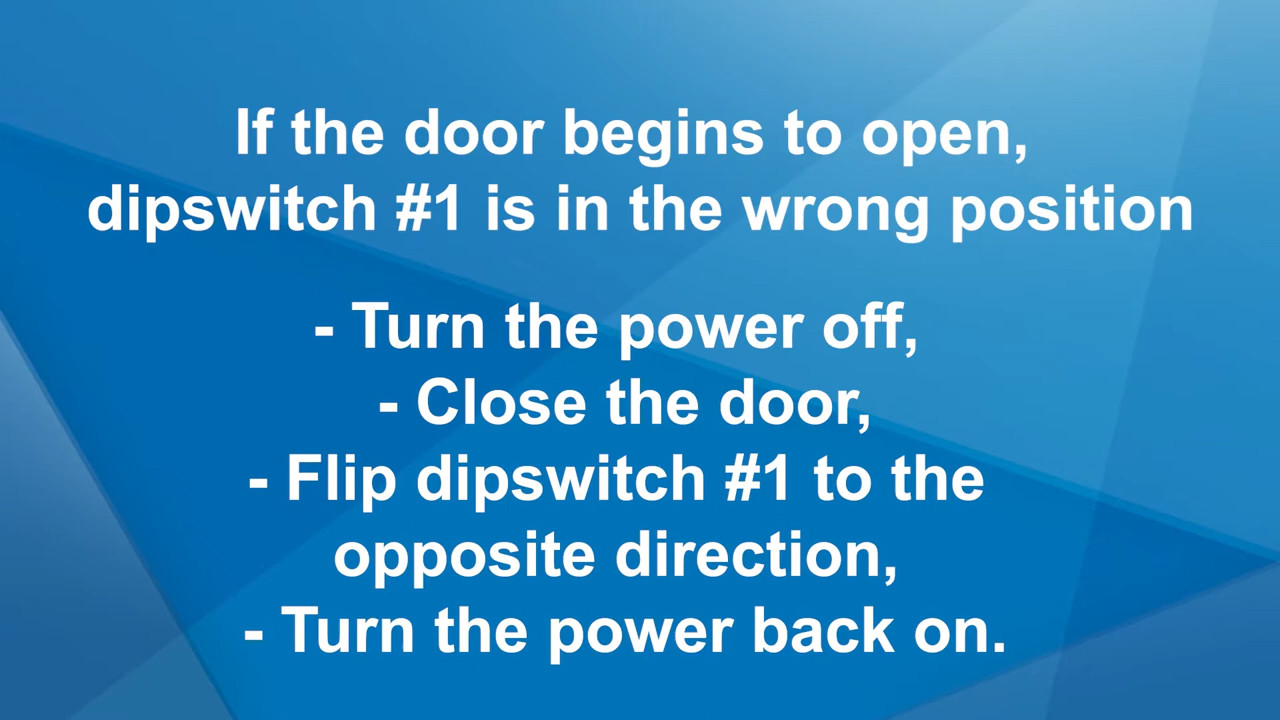 If the door begins to open,
dipswitch #1 is in the wrong position
- Turn the power off,
- Close the door,
- Flip dipswitch #1 to the
opposite direction,
- Turn the power back on.